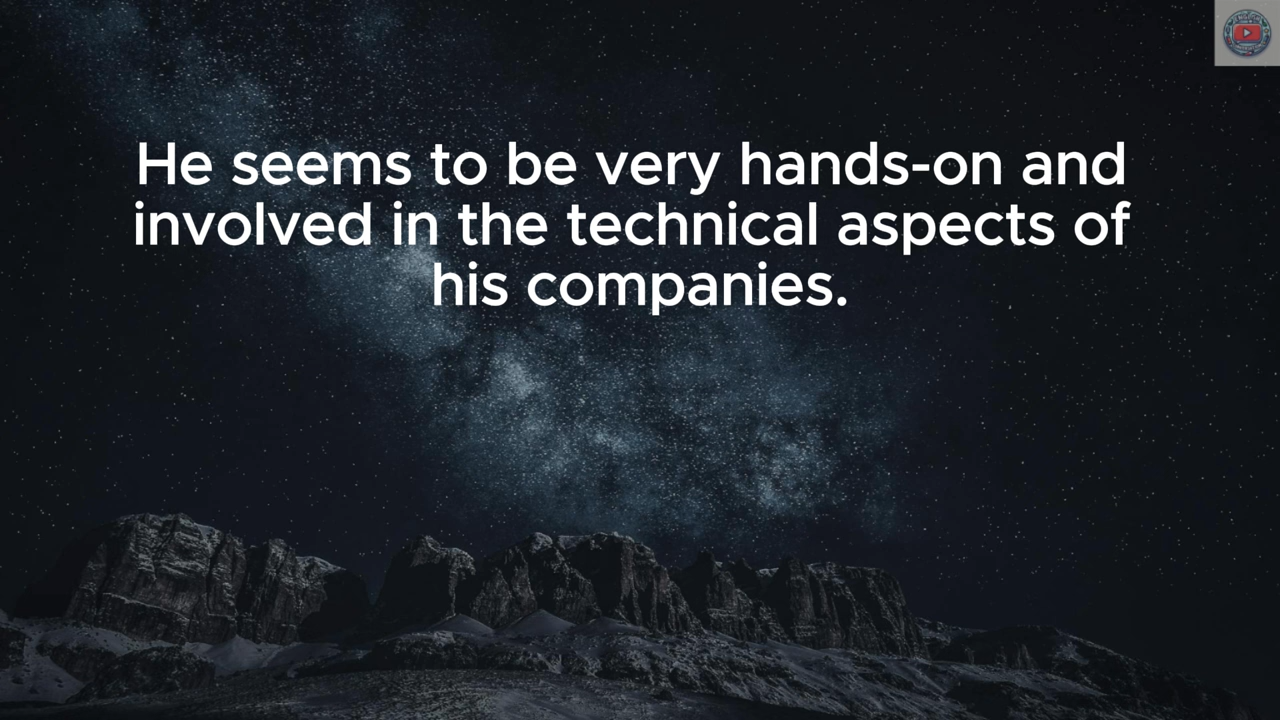 He seems to be very hands-on and
involved in the technical aspects of
his companies.